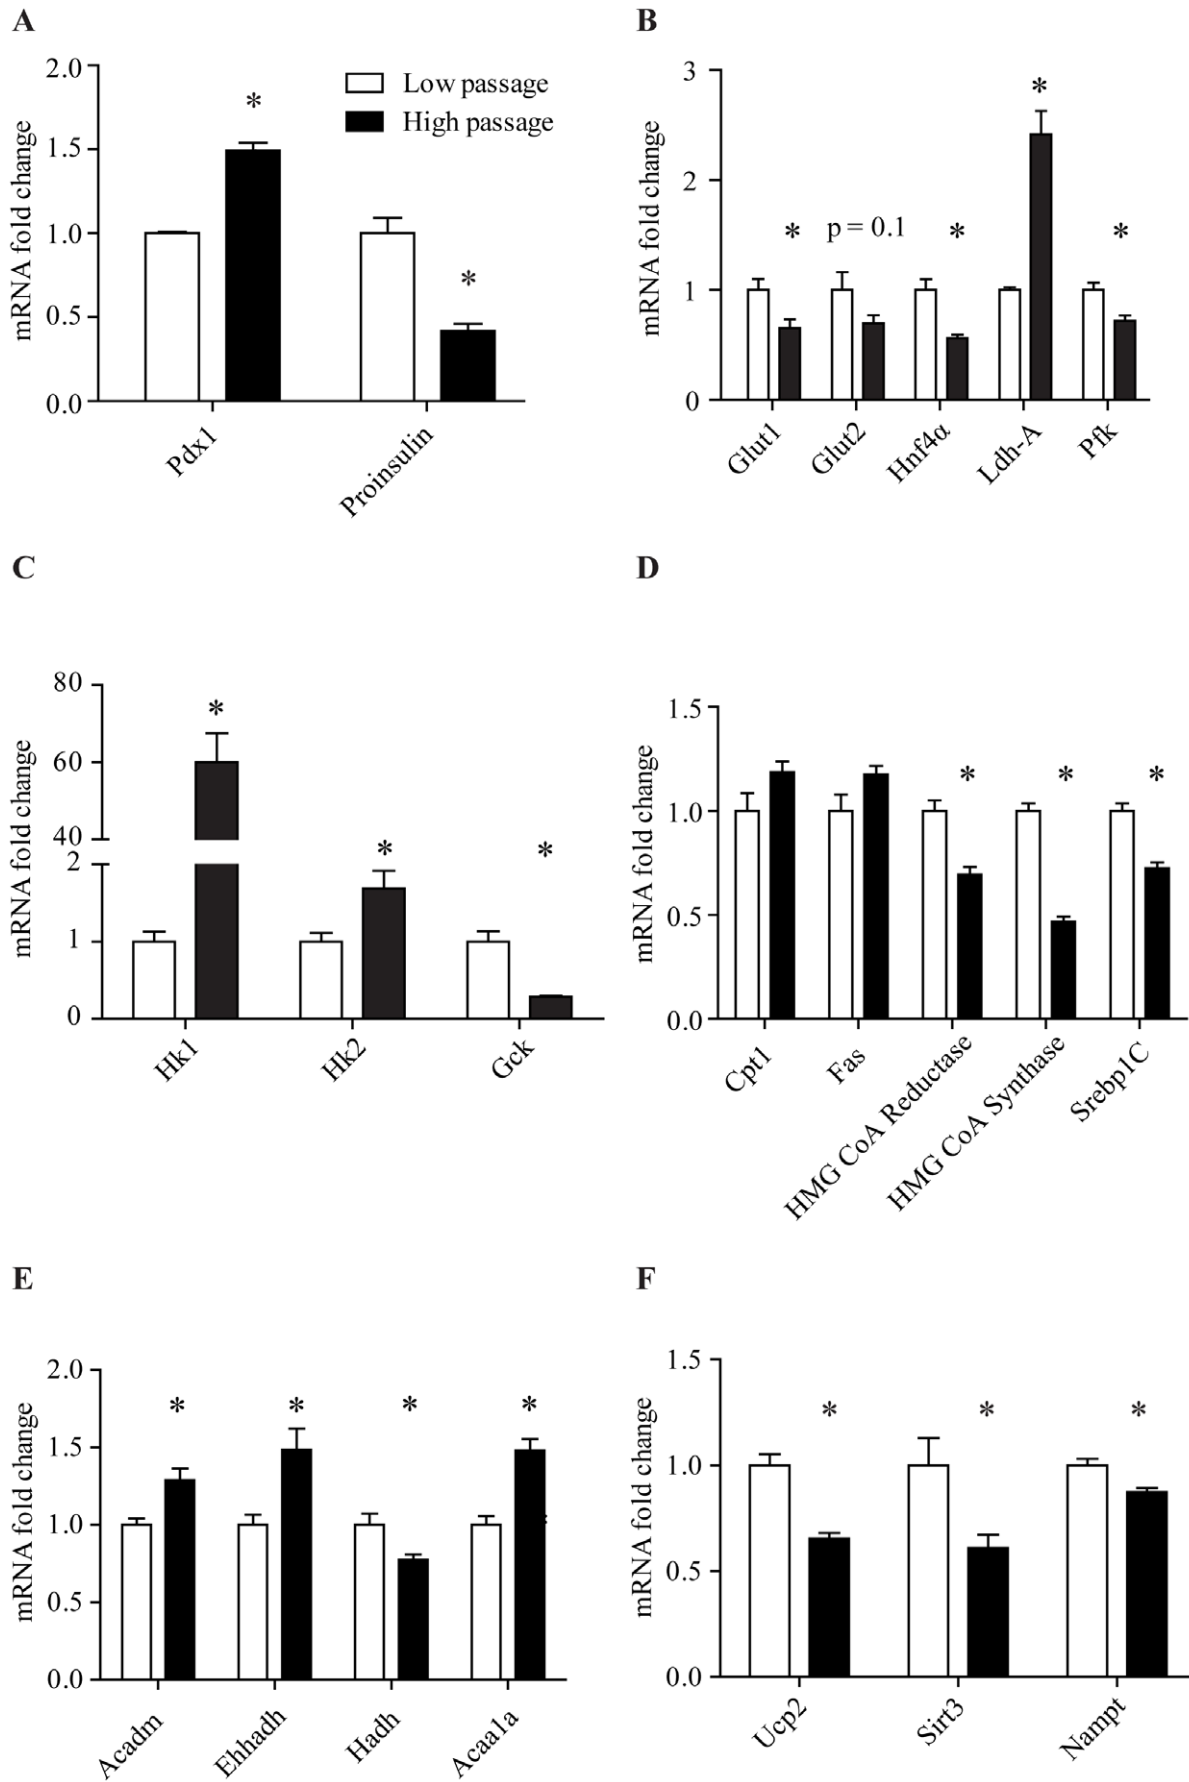 A
mRNA fold change
2.0
1.5
1.0
0.5
0.0
Low passage
High passage
*
*
Pdx1
Proinsulin
B
mRNA fold change
3
2
1
0
*
p = 0.1
*
*
*
Glut1
Glut2
Hnf4α
Ldh-A
Pfk
C
mRNA fold change
80
60
40
2
1
0
*
*
*
Hk1
Hk2
Gck
D
mRNA fold change
1.5
1.0
0.5
0.0
*
*
*
Cpt1
Fas
HMG CoA Reductase
HMG CoA Synthase
Srebp1C
E
mRNA fold change
2.0
1.5
1.0
0.5
0.0
*
*
*
*
Acadm
Ehhadh
Hadh
Acaa1a
F
mRNA fold change
1.5
1.0
0.5
0.0
*
*
*
Ucp2
Sirt3
Nampt